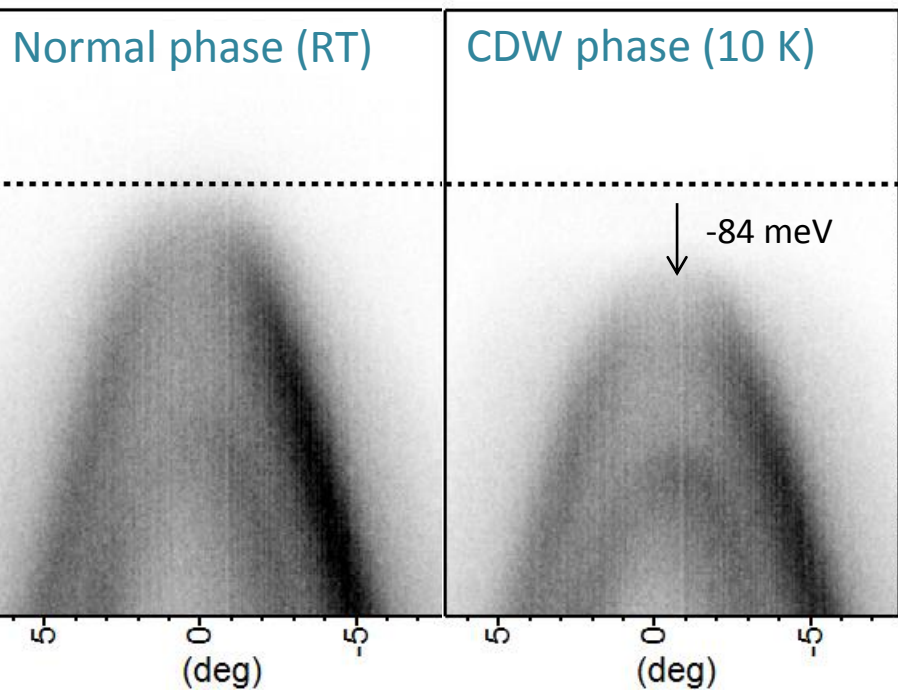 Normal phase (RT)
CDW phase (10 K)
-84 meV
5
0
-5
5
0
-5
(deg)
(deg)